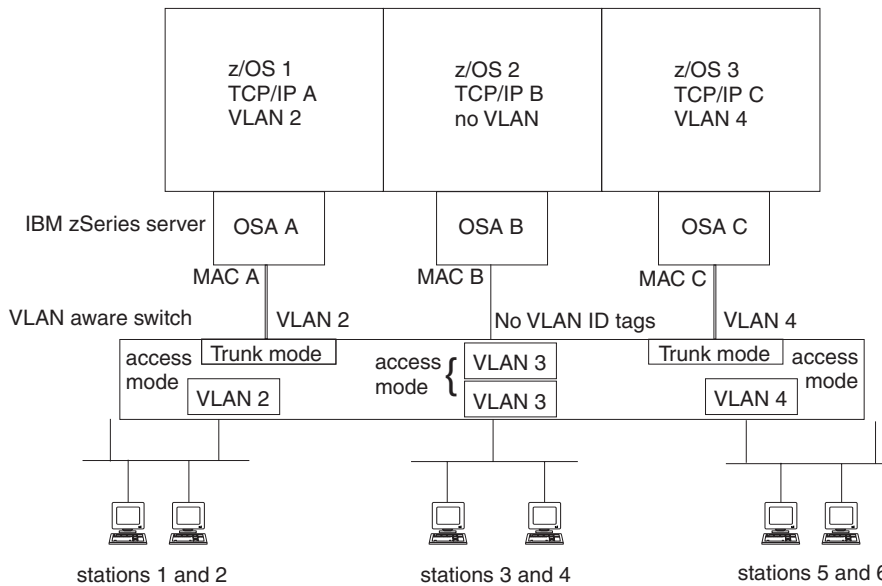 z/OS 1
TCP/IP A
VLAN 2
z/OS 2
TCP/IP B
no VLAN
z/OS 3
TCP/IP C
VLAN 4
IBM zSeries server
OSA A
OSA B
OSA C
MAC A
MAC B
MAC C
VLAN aware switch
VLAN 2
No VLAN ID tags
VLAN 4
access
mode
Trunk mode
VLAN 2
access
mode
{
VLAN 3
VLAN 3
Trunk mode
access
mode
VLAN 4
stations 1 and 2
stations 3 and 4
stations 5 and 6